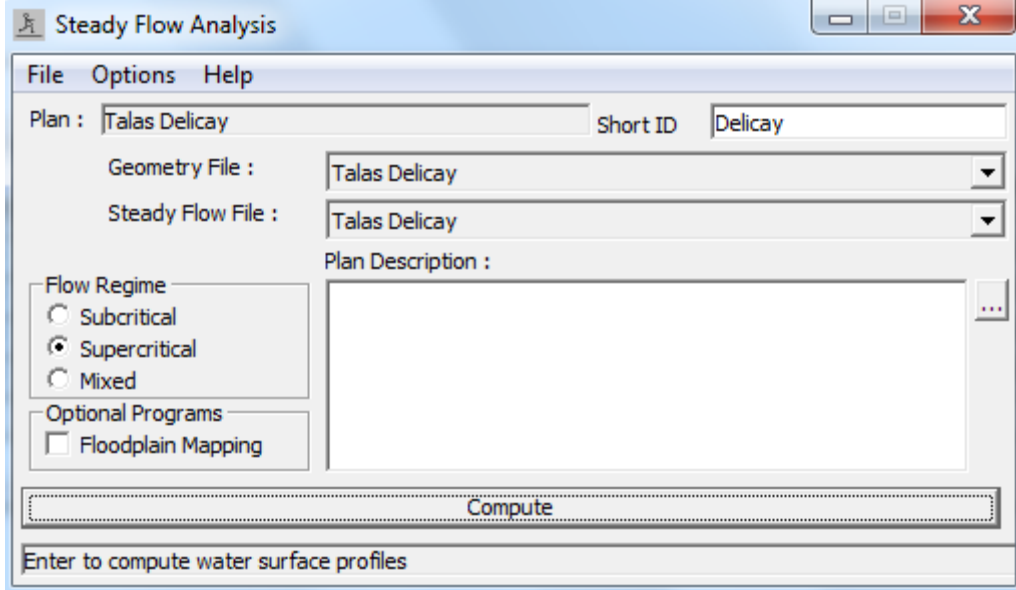 Steady Flow Analysis
File Options Help
Plan : Talas Delicay Short ID Delicay
Geometry File : Talas Delicay
Steady Flow File : Talas Delicay
Plan Description :
Flow Regime
Subcritical
Supercritical
Mixed
Optional Programs
Floodplain Mapping
...
Compute
Enter to compute water surface profiles